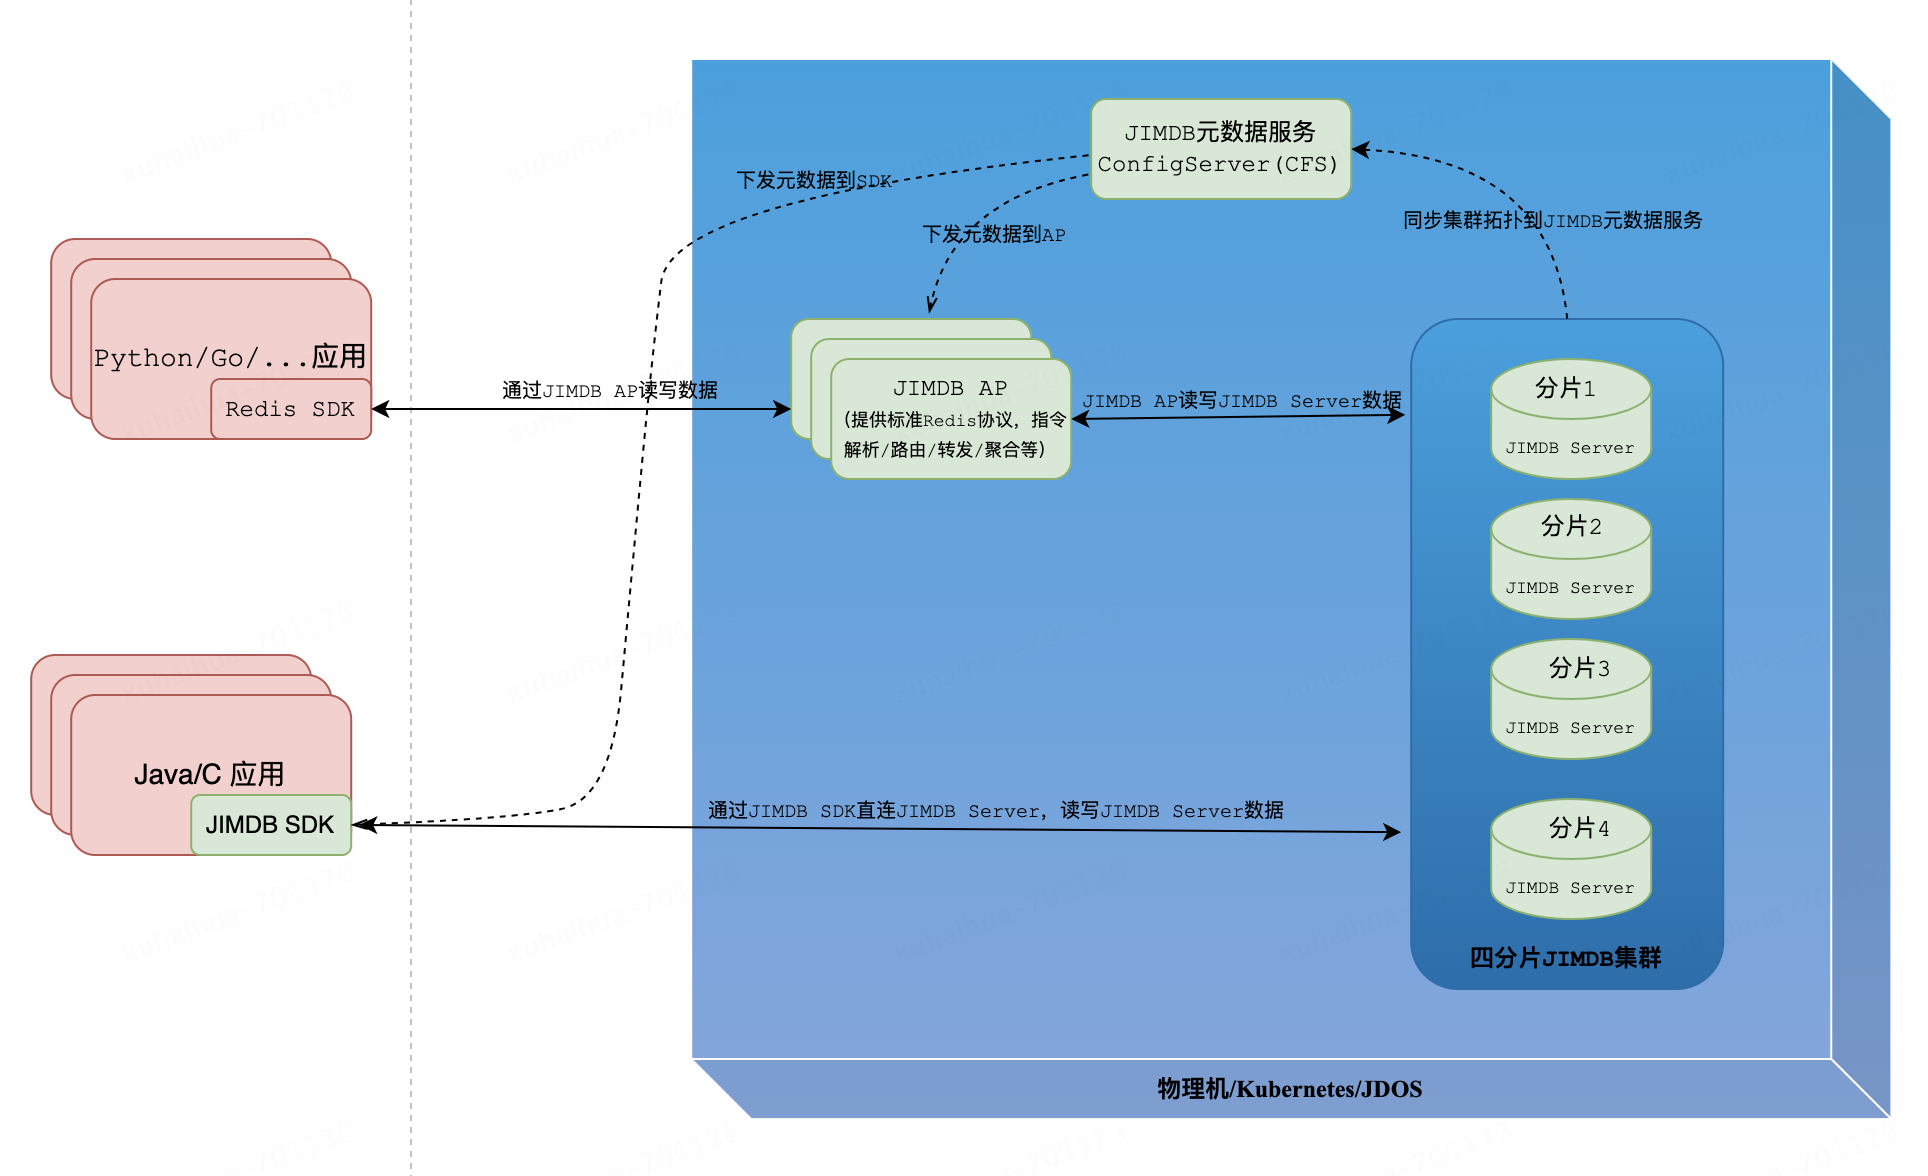 JIMDB元数据服务
ConfigServer(CFS)
下发元数据到SDK
下发元数据到AP
同步集群拓扑到JIMDB元数据服务
Python/Go/...应用
Redis SDK
通过JIMDB AP读写数据
JIMDB AP
(提供标准Redis协议，指令
解析/路由/转发/聚合等)
JIMDB AP读写JIMDB Server数据
分片1
JIMDB Server
分片2
JIMDB Server
分片3
JIMDB Server
分片4
JIMDB Server
四分片JIMDB集群
Java/C 应用
JIMDB SDK
通过JIMDB SDK直连JIMDB Server，读写JIMDB Server数据
物理机/Kubernetes/JDOS